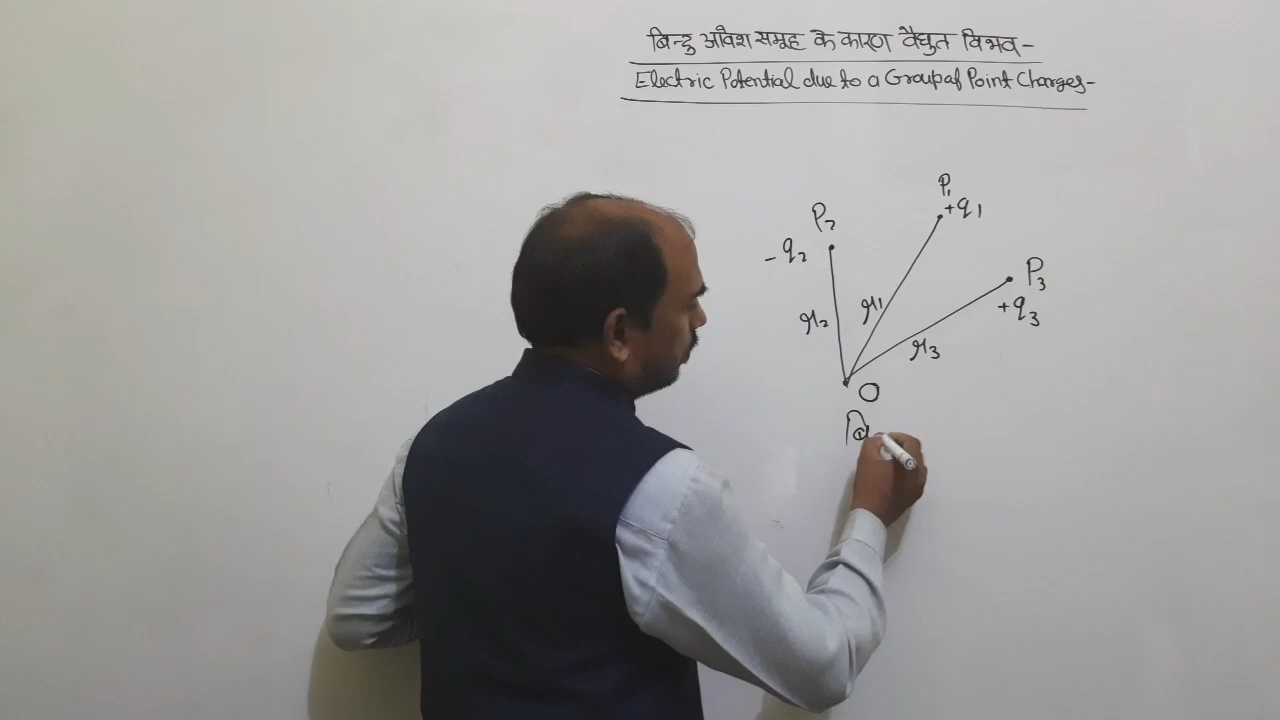 बिन्दु आवेश समूह के कारण वैद्युत विभव-
Electric Potential due to a Group of Point Charges-
P₁
+q₁
P₂
-q₂
P₃
+q₃
r₁
r₂
r₃
O
बि